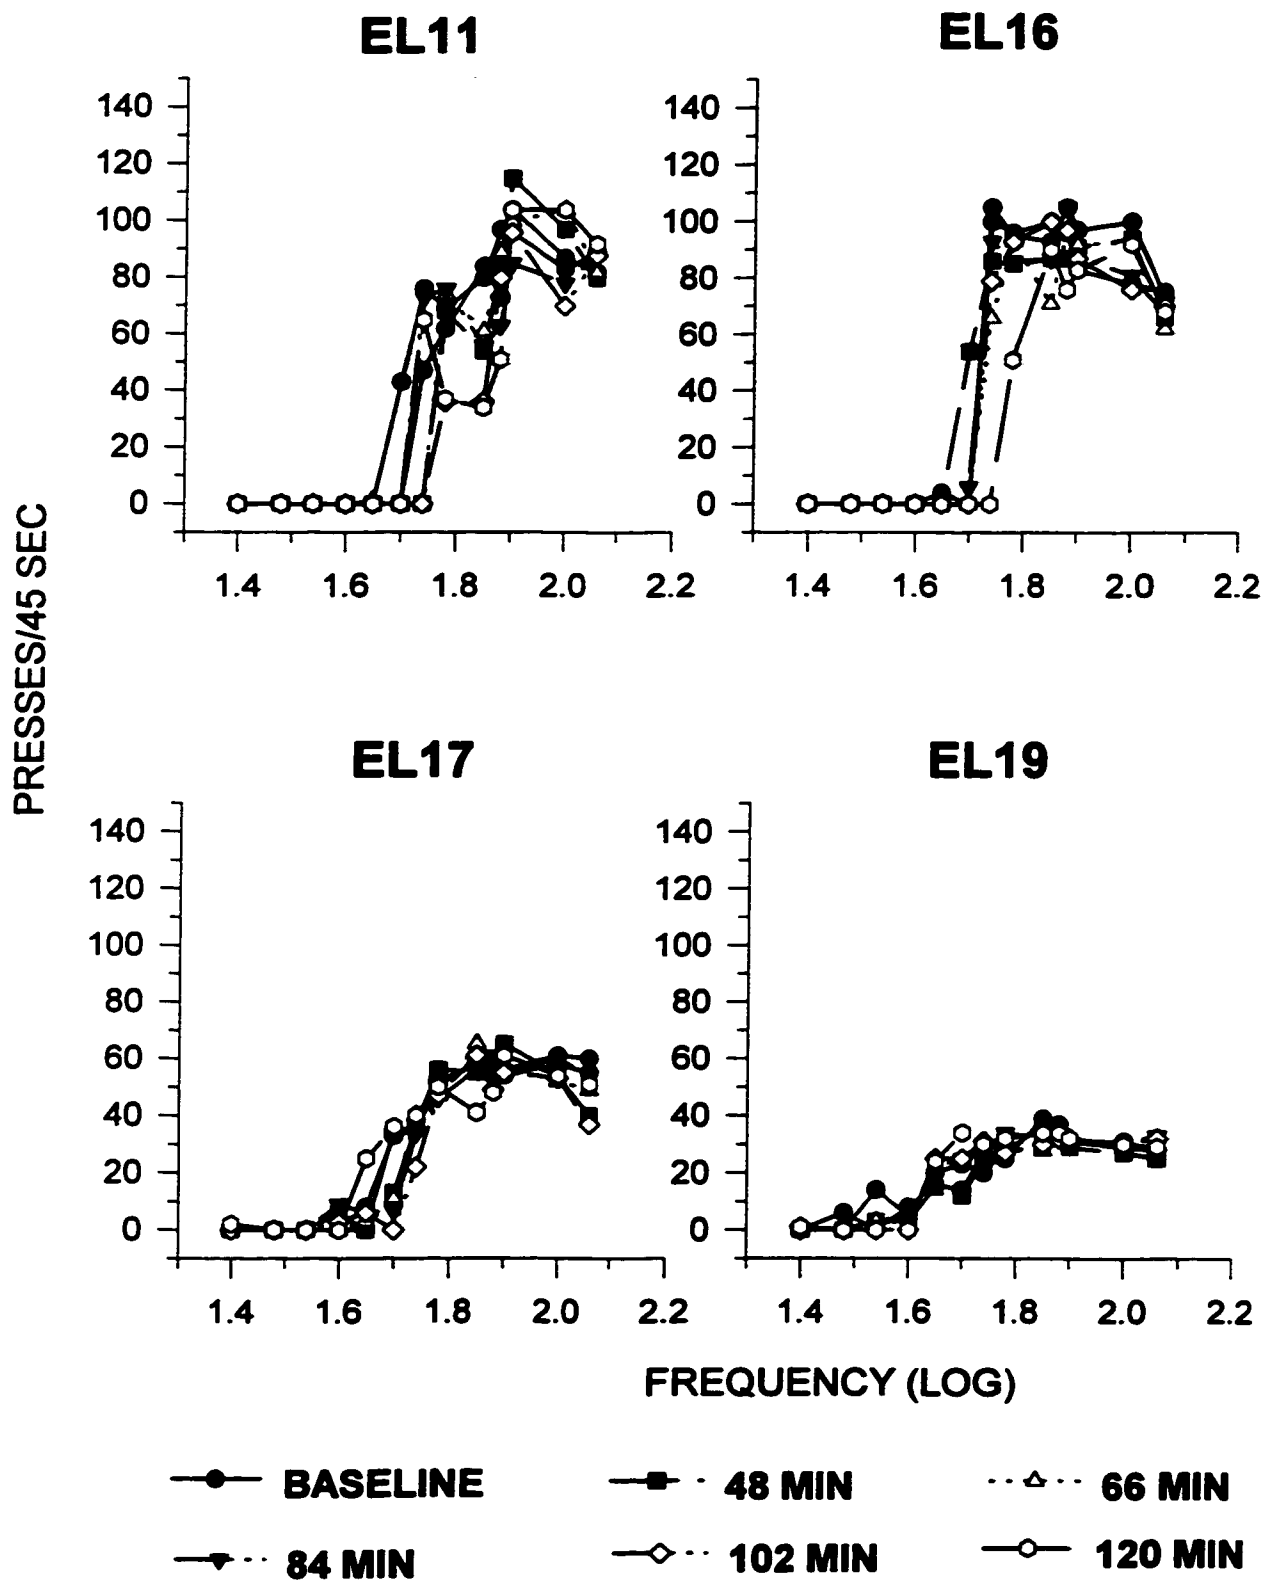 EL11 EL16
140 140
120 120
100 100
80 80
60 60
40 40
20 20
0 0
1.4 1.6 1.8 2.0 2.2 1.4 1.6 1.8 2.0 2.2
PRESSES/45 SEC
EL17 EL19
140 140
120 120
100 100
80 80
60 60
40 40
20 20
0 0
1.4 1.6 1.8 2.0 2.2 1.4 1.6 1.8 2.0 2.2
FREQUENCY (LOG)
BASELINE 48 MIN 66 MIN
84 MIN 102 MIN 120 MIN